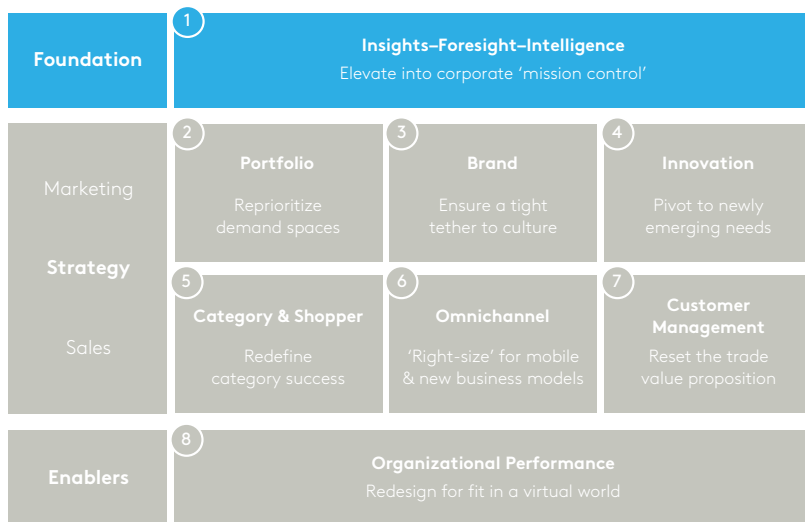 Foundation
1
Insights–Foresight–Intelligence
Elevate into corporate ‘mission control’
Marketing
Strategy
Sales
2
Portfolio
Reprioritize
demand spaces
3
Brand
Ensure a tight
tether to culture
4
Innovation
Pivot to newly
emerging needs
5
Category & Shopper
Redefine
category success
6
Omnichannel
‘Right-size’ for mobile
& new business models
7
Customer
Management
Reset the trade
value proposition
Enablers
8
Organizational Performance
Redesign for fit in a virtual world